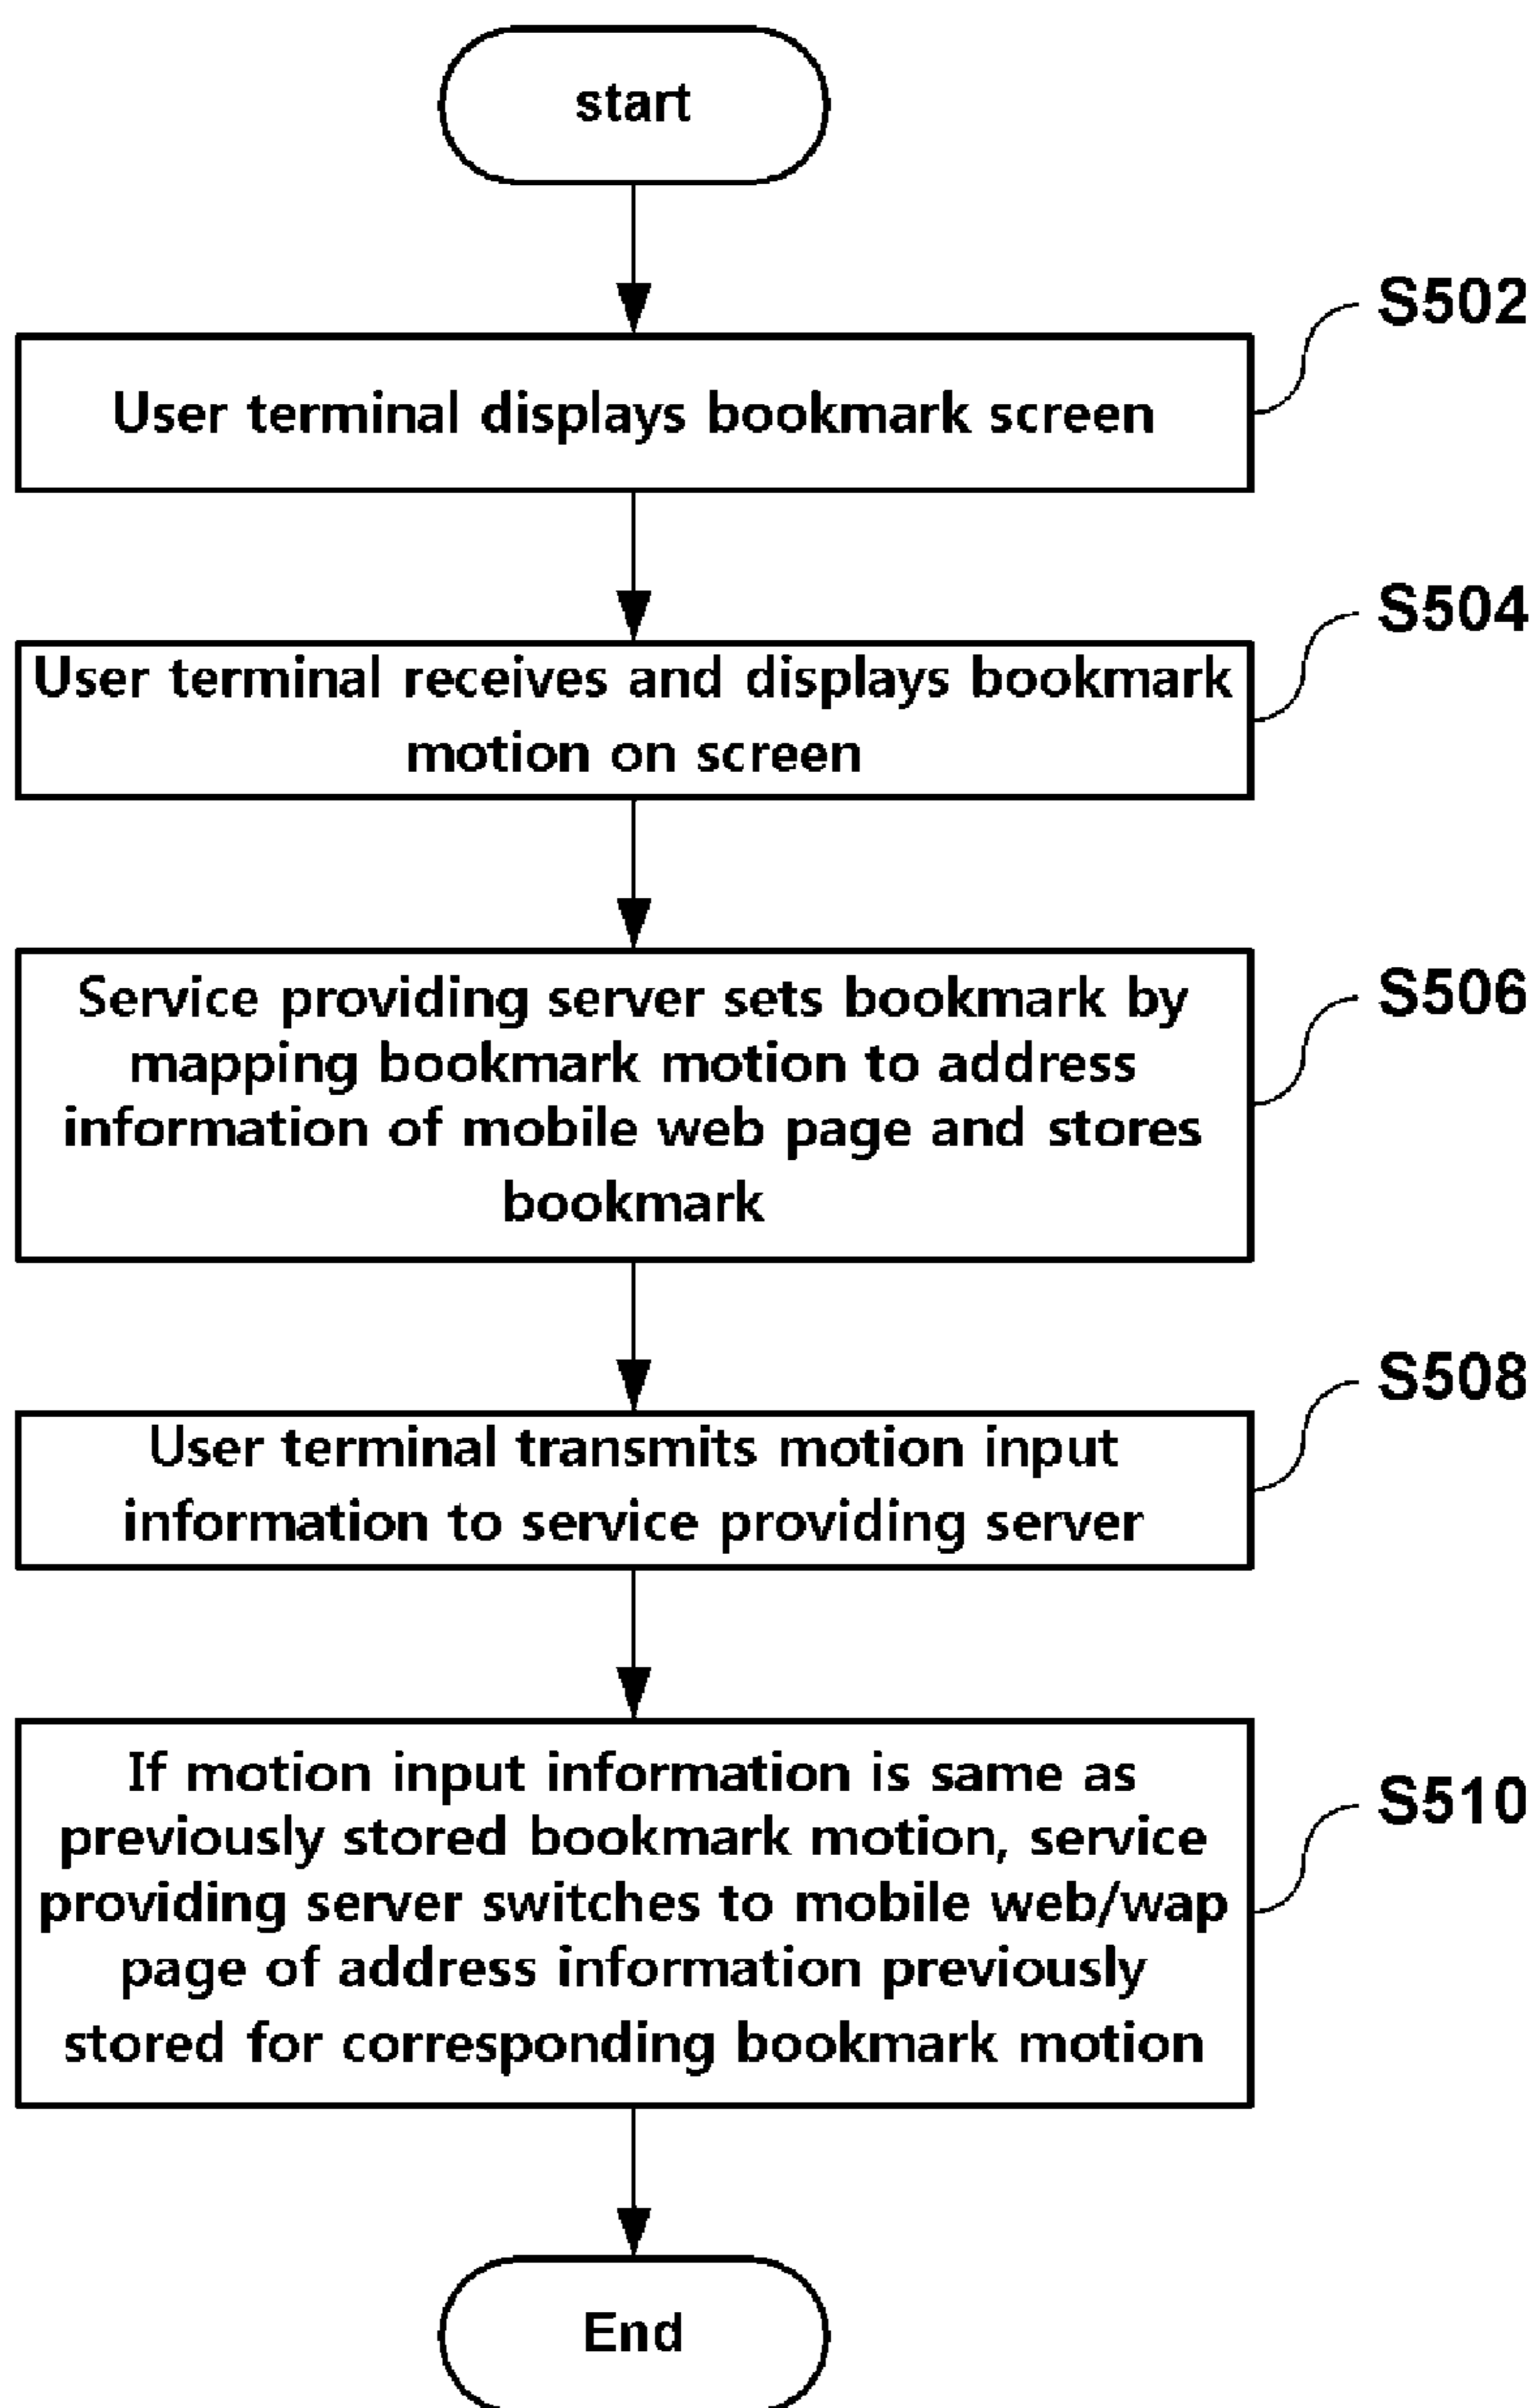 start
S502
User terminal displays bookmark screen
S504
User terminal receives and displays bookmark
motion on screen
S506
Service providing server sets bookmark by
mapping bookmark motion to address
information of mobile web page and stores
bookmark
S508
User terminal transmits motion input
information to service providing server
S510
If motion input information is same as
previously stored bookmark motion, service
providing server switches to mobile web/wap
page of address information previously
stored for corresponding bookmark motion
End